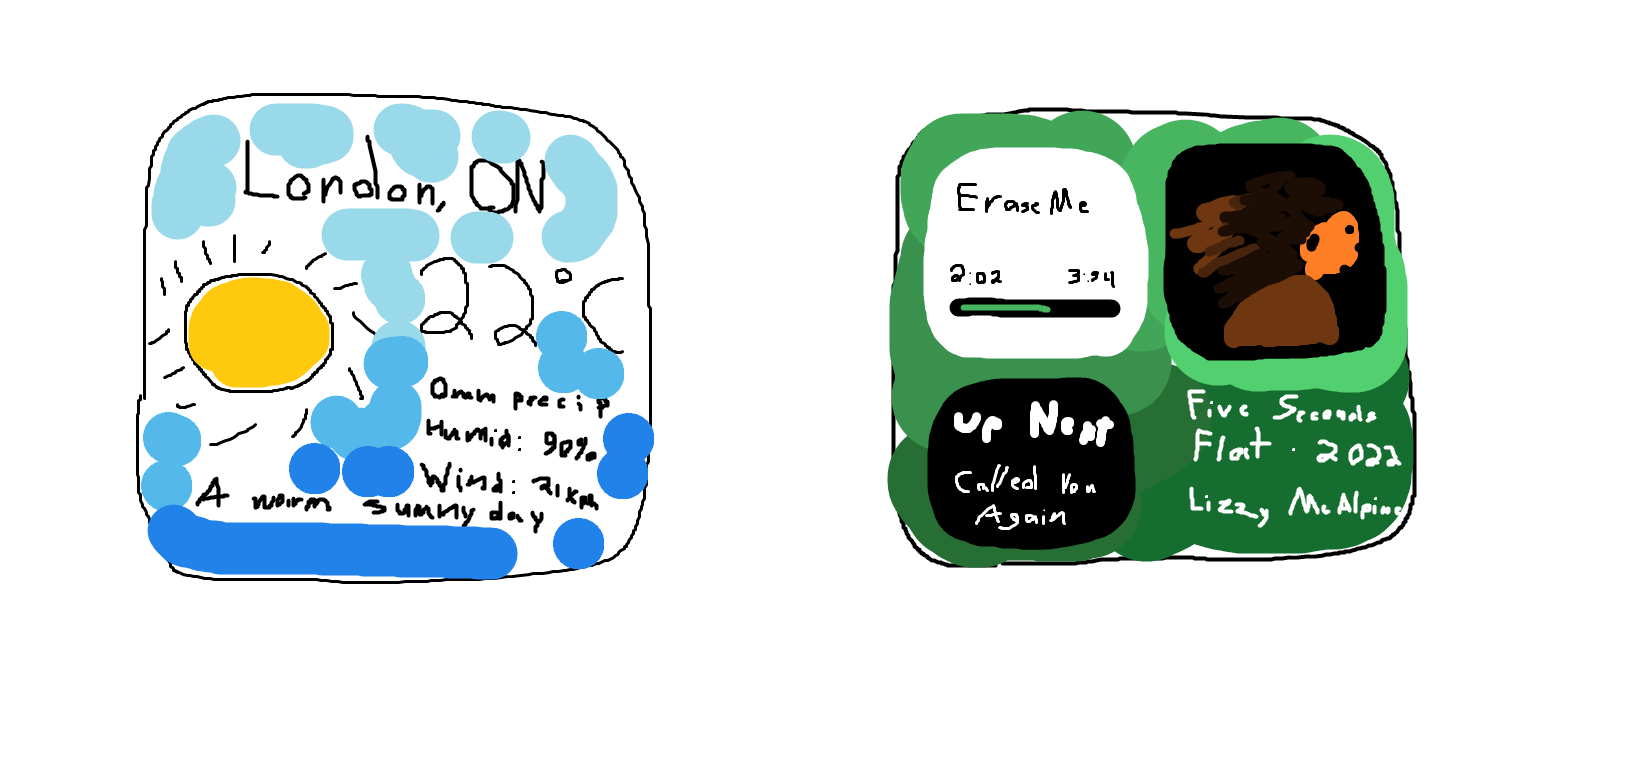 London, ON
22°C
0mm precip
Humid: 90%
Wind: 21kph
A warm sunny day
Erase Me
2:02 3:34
Up Next
Called You
Again
Five Seconds
Flat · 2022
Lizzy McAlpine